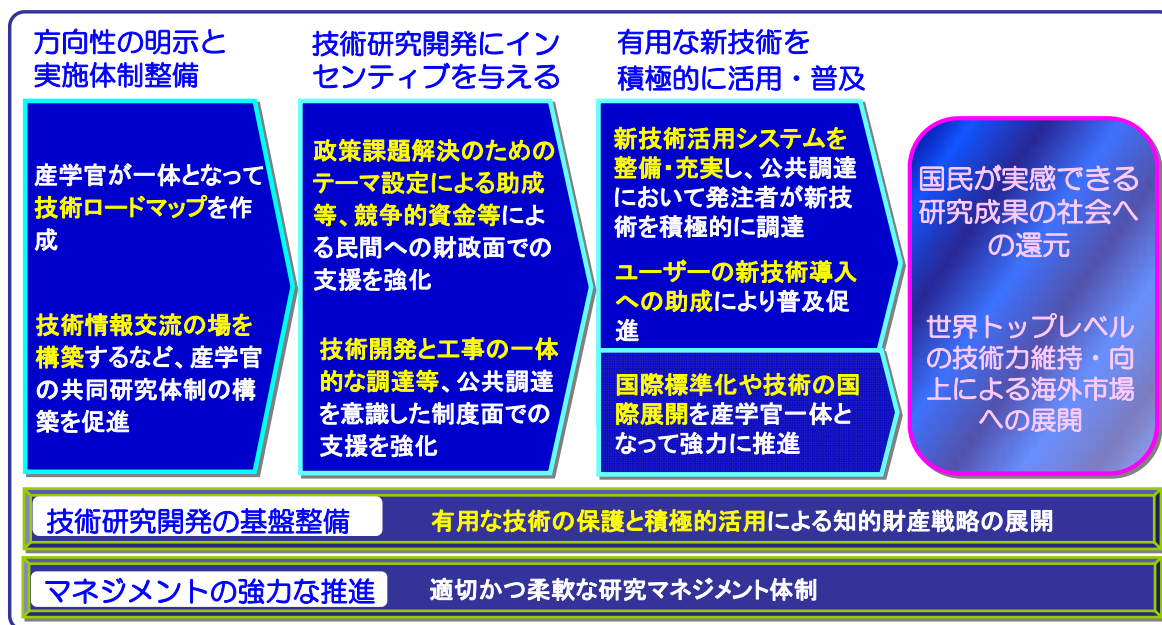 方向性の明示と
実施体制整備
産学官が一体となって
技術ロードマップを作
成
技術情報交流の場を
構築するなど、産学官
の共同研究体制の構
築を促進
技術研究開発にイン
センティブを与える
政策課題解決のための
テーマ設定による助成
等、競争的資金等によ
る民間への財政面での
支援を強化
技術開発と工事の一体
的な調達等、公共調達
を意識した制度面での
支援を強化
有用な新技術を
積極的に活用・普及
新技術活用システムを
整備・充実し、公共調達
において発注者が新技
術を積極的に調達
ユーザーの新技術導入
への助成により普及促
進
国際標準化や技術の国
際展開を産学官一体と
なって強力に推進
国民が実感できる
研究成果の社会へ
の還元
世界トップレベル
の技術力維持・向
上による海外市場
への展開
技術研究開発の基盤整備
有用な技術の保護と積極的活用による知的財産戦略の展開
マネジメントの強力な推進
適切かつ柔軟な研究マネジメント体制